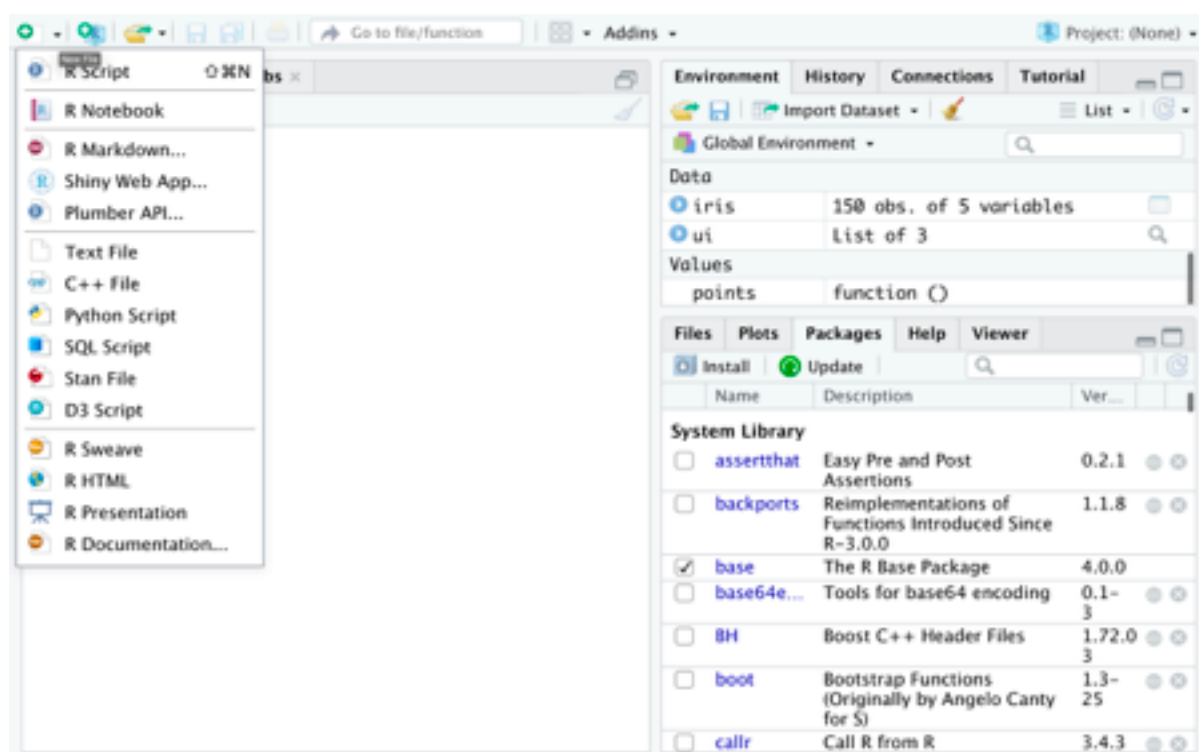 Go to file/function
Addins
Project: (None)
New File
R Script ⇧⌘N
R Notebook
R Markdown...
Shiny Web App...
Plumber API...
Text File
C++ File
Python Script
SQL Script
Stan File
D3 Script
R Sweave
R HTML
R Presentation
R Documentation...
bs ×
Environment History Connections Tutorial
Import Dataset
List
Global Environment
Data
iris 150 obs. of 5 variables
ui List of 3
Values
points function ()
Files Plots Packages Help Viewer
Install Update
Name Description Ver...
System Library
assertthat Easy Pre and Post 0.2.1
Assertions
backports Reimplementations of 1.1.8
Functions Introduced Since
R-3.0.0
base The R Base Package 4.0.0
base64e... Tools for base64 encoding 0.1-
3
BH Boost C++ Header Files 1.72.0
3
boot Bootstrap Functions 1.3-
(Originally by Angelo Canty 25
for S)
callr Call R from R 3.4.3